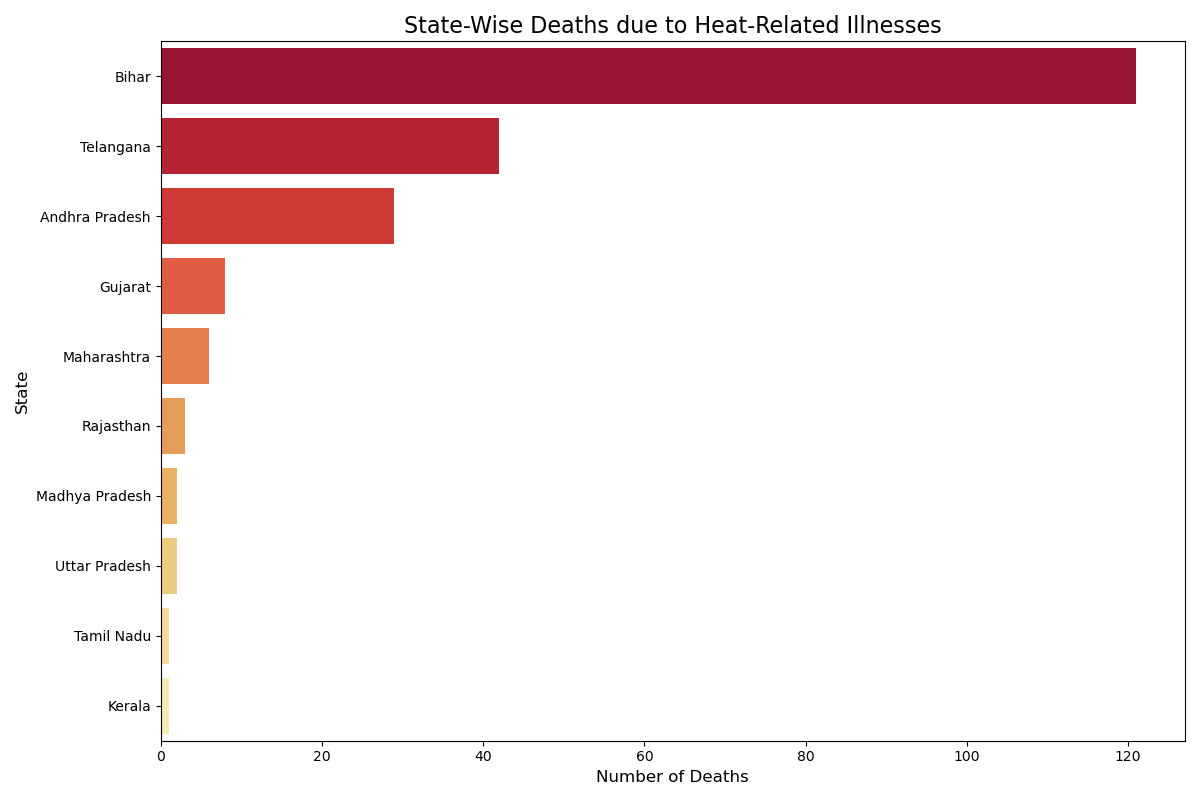 State-Wise Deaths due to Heat-Related Illnesses
State
Bihar
Telangana
Andhra Pradesh
Gujarat
Maharashtra
Rajasthan
Madhya Pradesh
Uttar Pradesh
Tamil Nadu
Kerala
0 20 40 60 80 100 120
Number of Deaths